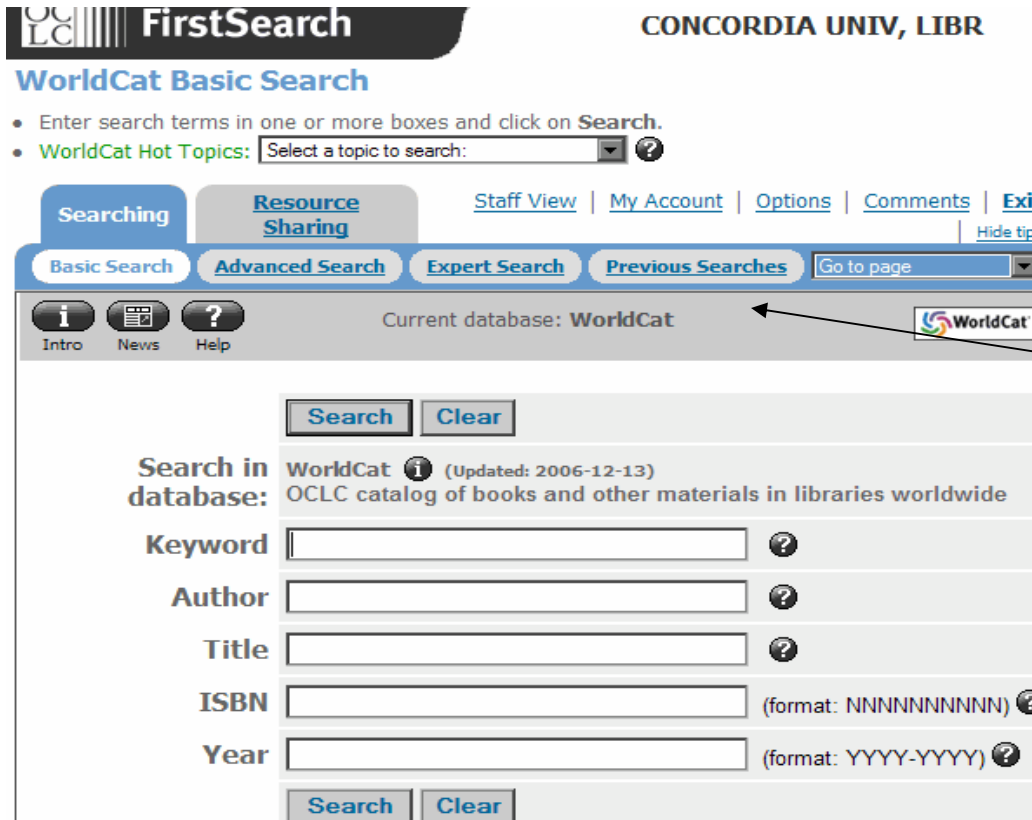 OCLC FirstSearch CONCORDIA UNIV, LIBR
WorldCat Basic Search
• Enter search terms in one or more boxes and click on Search.
• WorldCat Hot Topics: Select a topic to search: ?
Searching Resource Sharing Staff View | My Account | Options | Comments | Exi
| Hide tip
Basic Search Advanced Search Expert Search Previous Searches Go to page
i ? Current database: WorldCat WorldCat
Intro News Help
Search Clear
Search in database: WorldCat i (Updated: 2006-12-13)
OCLC catalog of books and other materials in libraries worldwide
Keyword ?
Author ?
Title ?
ISBN (format: NNNNNNNNNN) ?
Year (format: YYYY-YYYY) ?
Search Clear